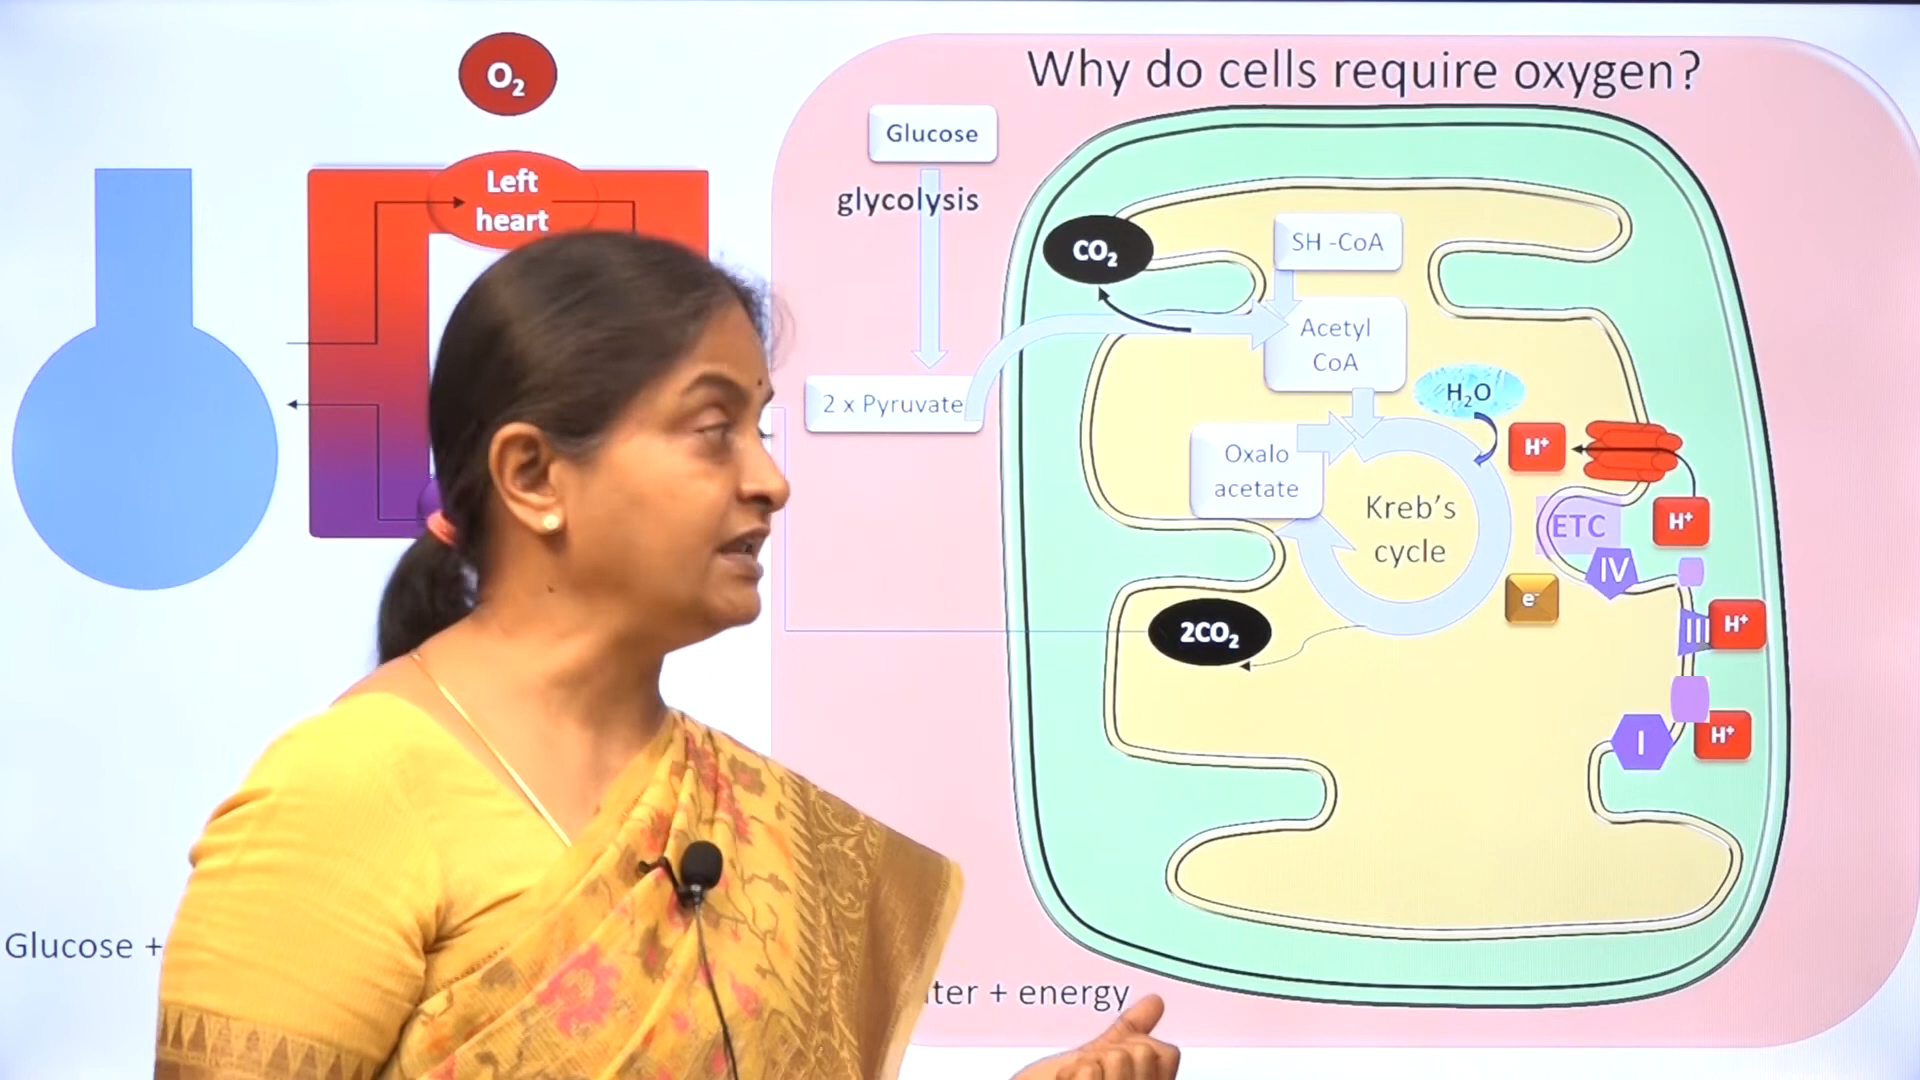 Why do cells require oxygen?
O₂
Left
heart
Glucose
glycolysis
2 x Pyruvate
CO₂
SH -CoA
Acetyl
CoA
H₂O
Oxalo
acetate
Kreb's
cycle
H⁺
H⁺
ETC
IV
e⁻
III
H⁺
2CO₂
I
H⁺
Glucose +
ter + energy